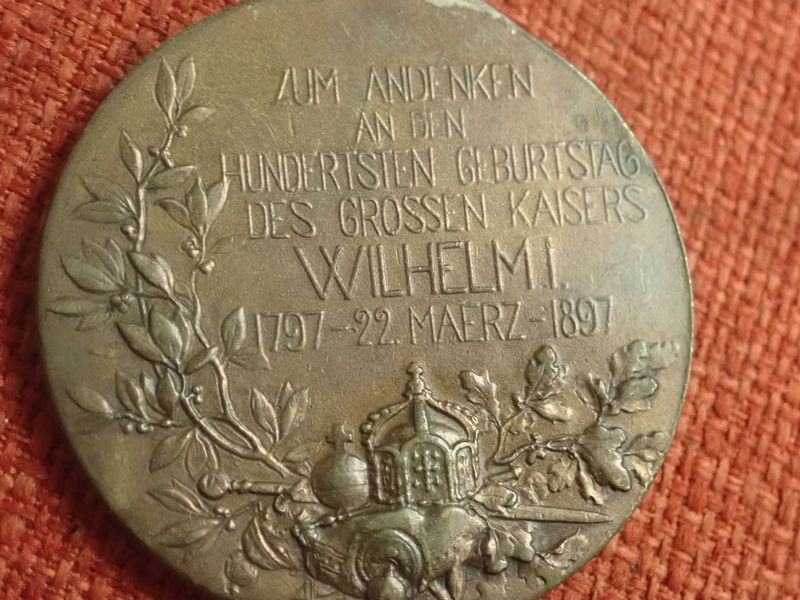 ZUM ANDENKEN
AN DEN
HUNDERTSTEN GEBURTSTAG
DES GROSSEN KAISERS
WILHELM I.
1797 - 22 MAERZ - 1897